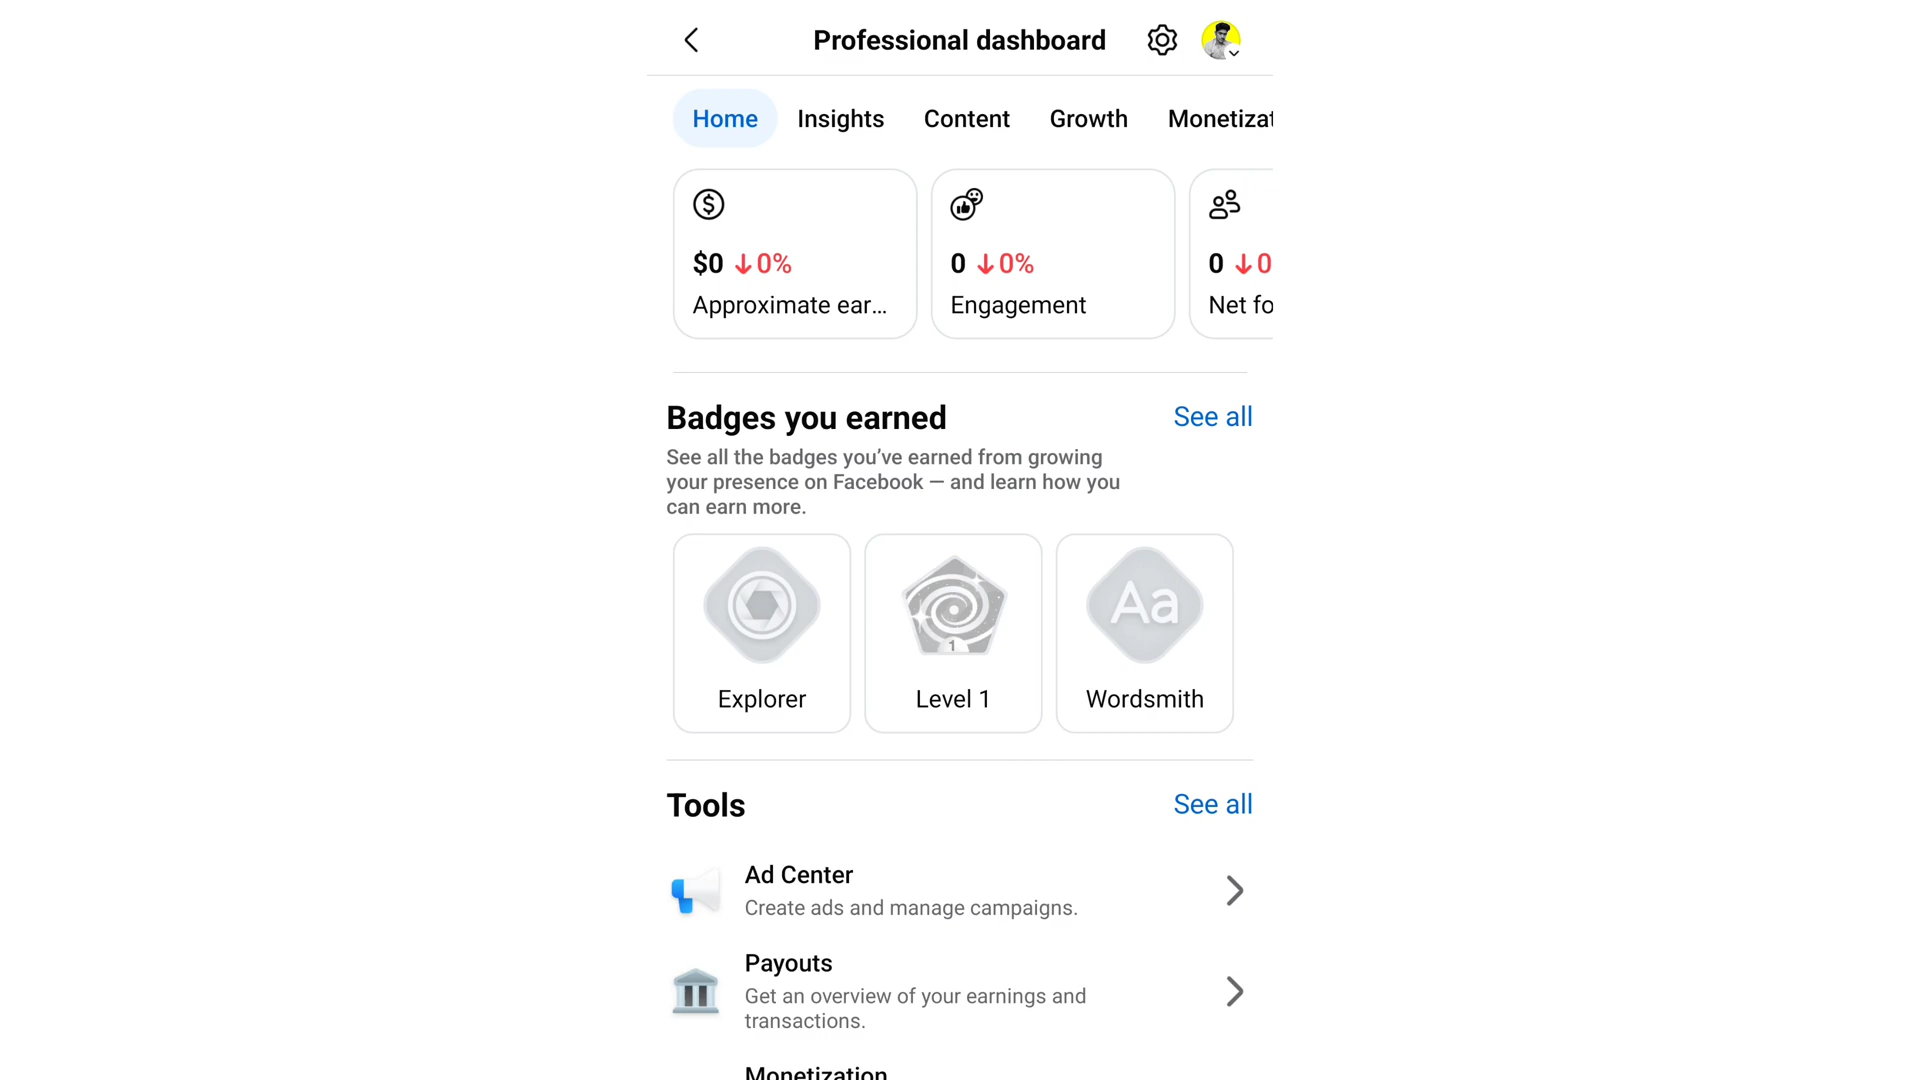 Professional dashboard
Home Insights Content Growth Monetizat
$0 ↓0%
Approximate ear...
0 ↓0%
Engagement
0 ↓0
Net fo
Badges you earned
See all
See all the badges you’ve earned from growing
your presence on Facebook — and learn how you
can earn more.
1
Aa
Explorer
Level 1
Wordsmith
Tools
See all
Ad Center
Create ads and manage campaigns.
Payouts
Get an overview of your earnings and
transactions.
Monetization